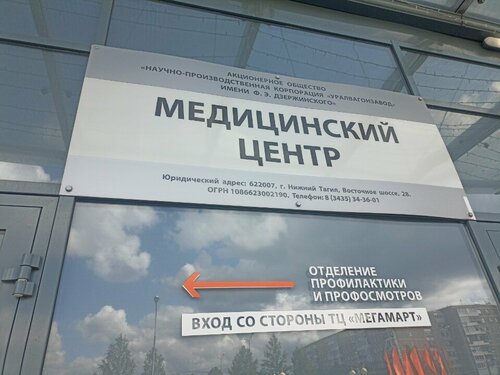 АКЦИОНЕРНОЕ ОБЩЕСТВО
«НАУЧНО-ПРОИЗВОДСТВЕННАЯ КОРПОРАЦИЯ «УРАЛВАГОНЗАВОД»
ИМЕНИ Ф. Э. ДЗЕРЖИНСКОГО»
МЕДИЦИНСКИЙ
ЦЕНТР
Юридический адрес: 622007, г. Нижний Тагил, Восточное шоссе, 28.
ОГРН 1086623002190, Телефон: 8 (3435) 34-36-01
ОТДЕЛЕНИЕ
ПРОФИЛАКТИКИ
И ПРОФОСМОТРОВ
ВХОД СО СТОРОНЫ ТЦ «МЕГАМАРТ»